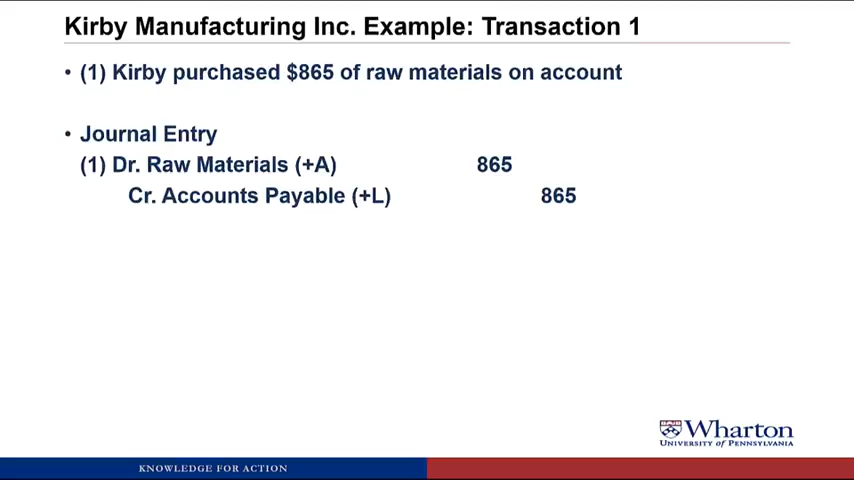 Kirby Manufacturing Inc. Example: Transaction 1
• (1) Kirby purchased $865 of raw materials on account
• Journal Entry
(1) Dr. Raw Materials (+A) 865
Cr. Accounts Payable (+L) 865
Wharton
UNIVERSITY of PENNSYLVANIA
KNOWLEDGE FOR ACTION